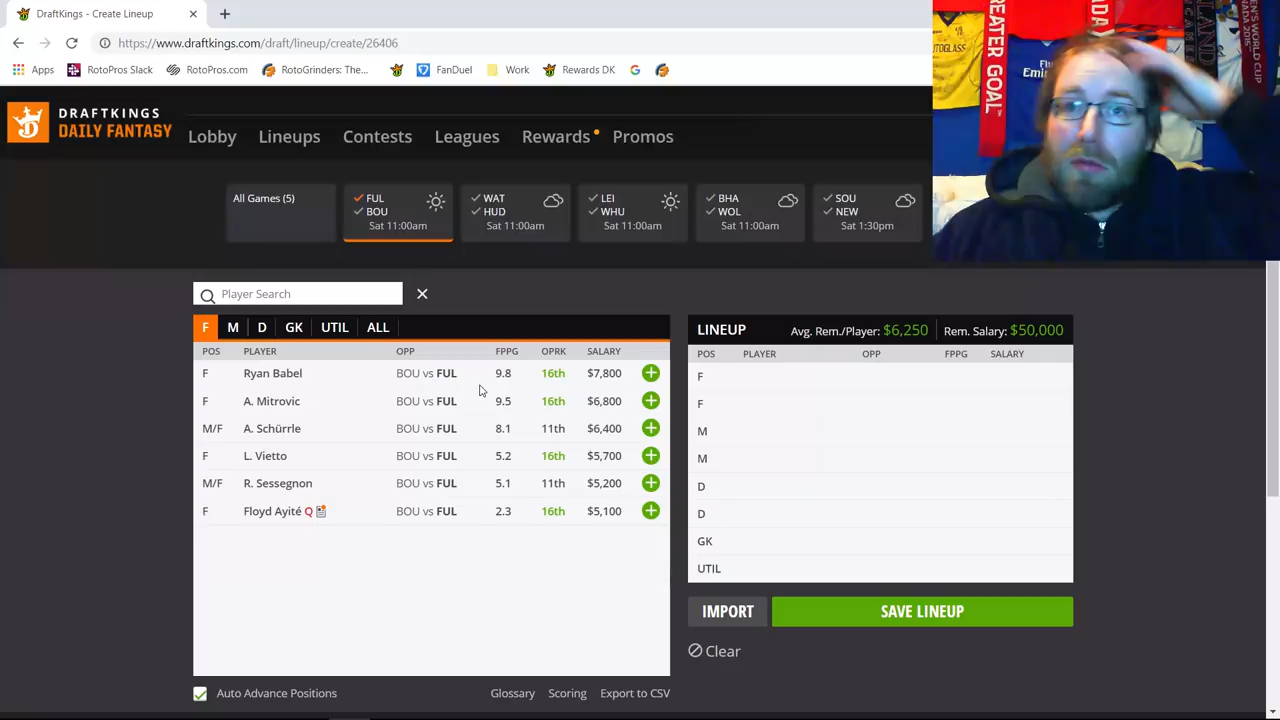 DraftKings - Create Lineup
https://www.draftkings.com/draft/lineup/create/26406
Apps RotoPros Slack RotoPros.com RotoGrinders: The... FanDuel Work Rewards DK
DRAFTKINGS
DAILY FANTASY
Lobby Lineups Contests Leagues Rewards Promos
All Games (5)
FUL
BOU
Sat 11:00am
WAT
HUD
Sat 11:00am
LEI
WHU
Sat 11:00am
BHA
WOL
Sat 11:00am
SOU
NEW
Sat 1:30pm
Player Search
F M D GK UTIL ALL
POS PLAYER OPP FPPG OPRK SALARY
F Ryan Babel BOU vs FUL 9.8 16th $7,800
F A. Mitrovic BOU vs FUL 9.5 16th $6,800
M/F A. Schürrle BOU vs FUL 8.1 11th $6,400
F L. Vietto BOU vs FUL 5.2 16th $5,700
M/F R. Sessegnon BOU vs FUL 5.1 11th $5,200
F Floyd Ayité Q BOU vs FUL 2.3 16th $5,100
Auto Advance Positions Glossary Scoring Export to CSV
LINEUP Avg. Rem./Player: $6,250 Rem. Salary: $50,000
POS PLAYER OPP FPPG SALARY
F
F
M
M
D
D
GK
UTIL
IMPORT SAVE LINEUP
Clear
GREATER GOAL